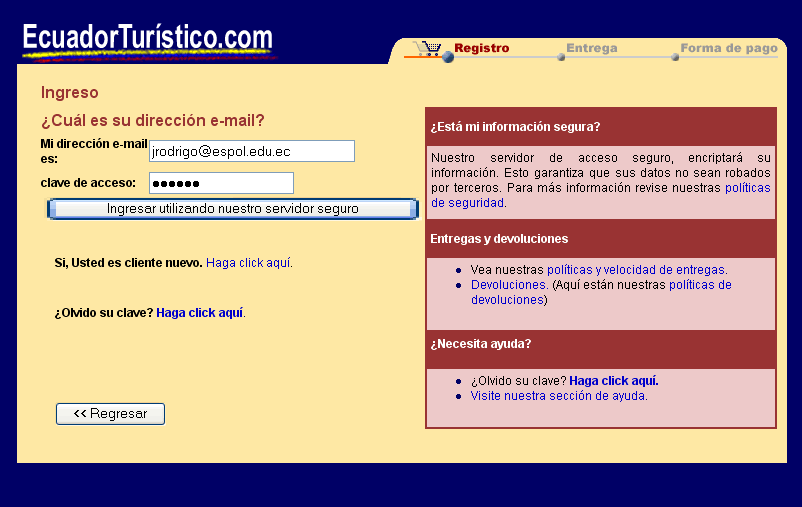 EcuadorTurístico.com
Registro
Entrega
Forma de pago
Ingreso
¿Cuál es su dirección e-mail?
Mi dirección e-mail
es:
jrodrigo@espol.edu.ec
clave de acceso:
●●●●●●
Ingresar utilizando nuestro servidor seguro
Si, Usted es cliente nuevo. Haga click aquí.
¿Olvido su clave? Haga click aquí.
<< Regresar
¿Está mi información segura?
Nuestro servidor de acceso seguro, encriptará su
información. Esto garantiza que sus datos no sean robados
por terceros. Para más información revise nuestras políticas
de seguridad.
Entregas y devoluciones
Vea nuestras políticas y velocidad de entregas.
Devoluciones. (Aquí están nuestras políticas de
devoluciones)
¿Necesita ayuda?
¿Olvido su clave? Haga click aquí.
Visite nuestra sección de ayuda.